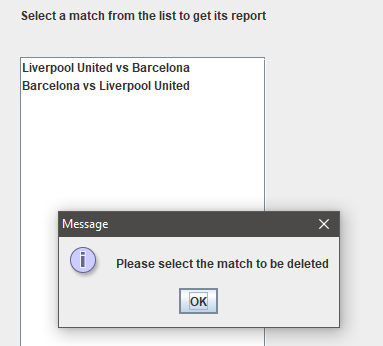 Select a match from the list to get its report
Liverpool United vs Barcelona
Barcelona vs Liverpool United
Message
Please select the match to be deleted
OK